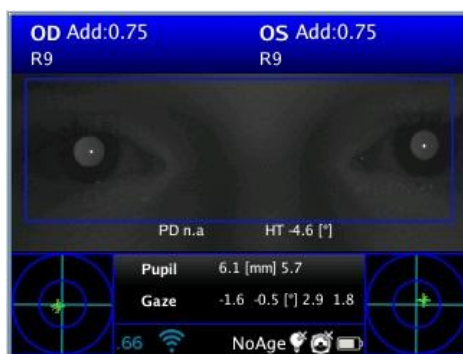 OD Add:0.75 OS Add:0.75
R9 R9
PD n.a HT -4.6 [°]
Pupil 6.1 [mm] 5.7
Gaze -1.6 -0.5 [°] 2.9 1.8
.66 NoAge